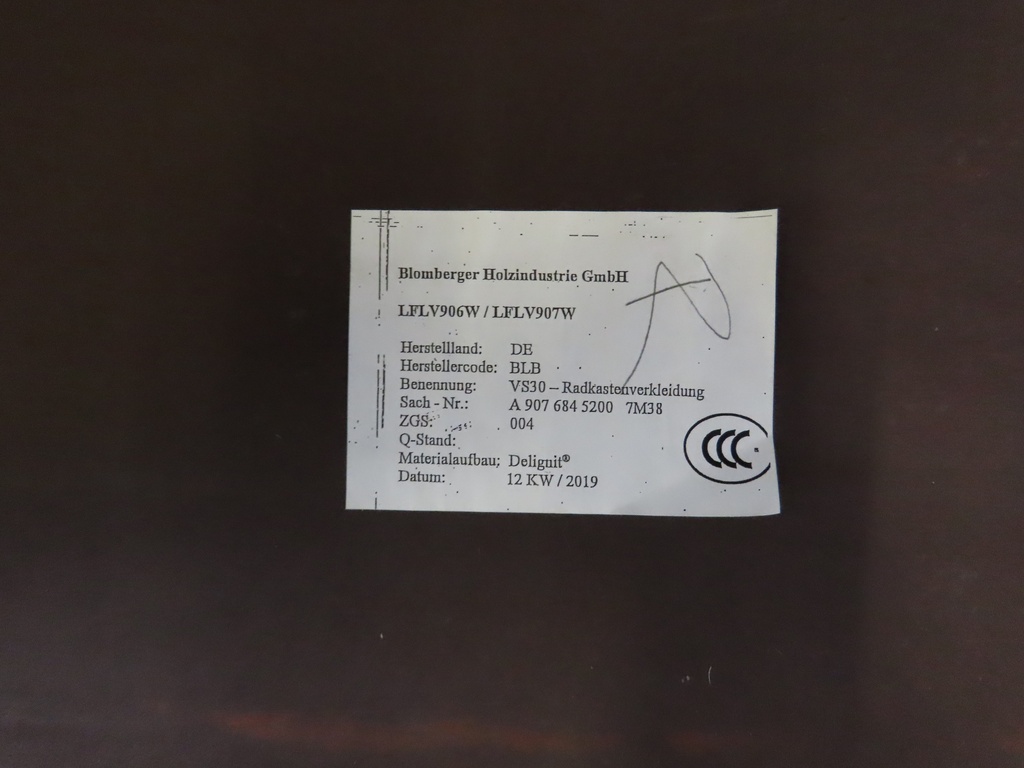 Blomberger Holzindustrie GmbH
LFLV906W / LFLV907W
Herstellland: DE
Herstellercode: BLB
Benennung: VS30 – Radkastenverkleidung
Sach - Nr.: A 907 684 5200 7M38
ZGS: 004
Q-Stand:
Materialaufbau: Delignit®
Datum: 12 KW / 2019
CCC